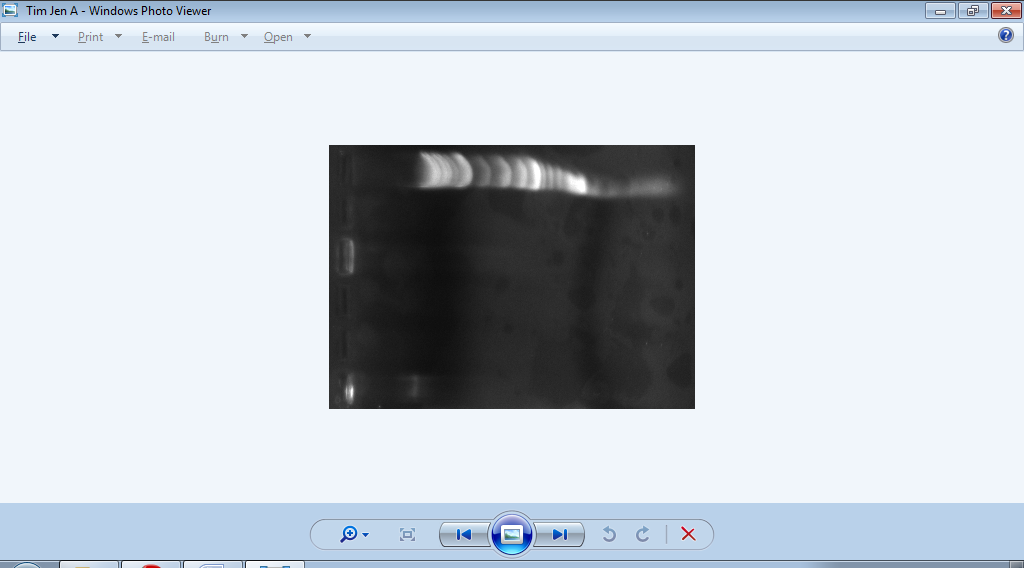 Tim Jen A - Windows Photo Viewer
File Print E-mail Burn Open